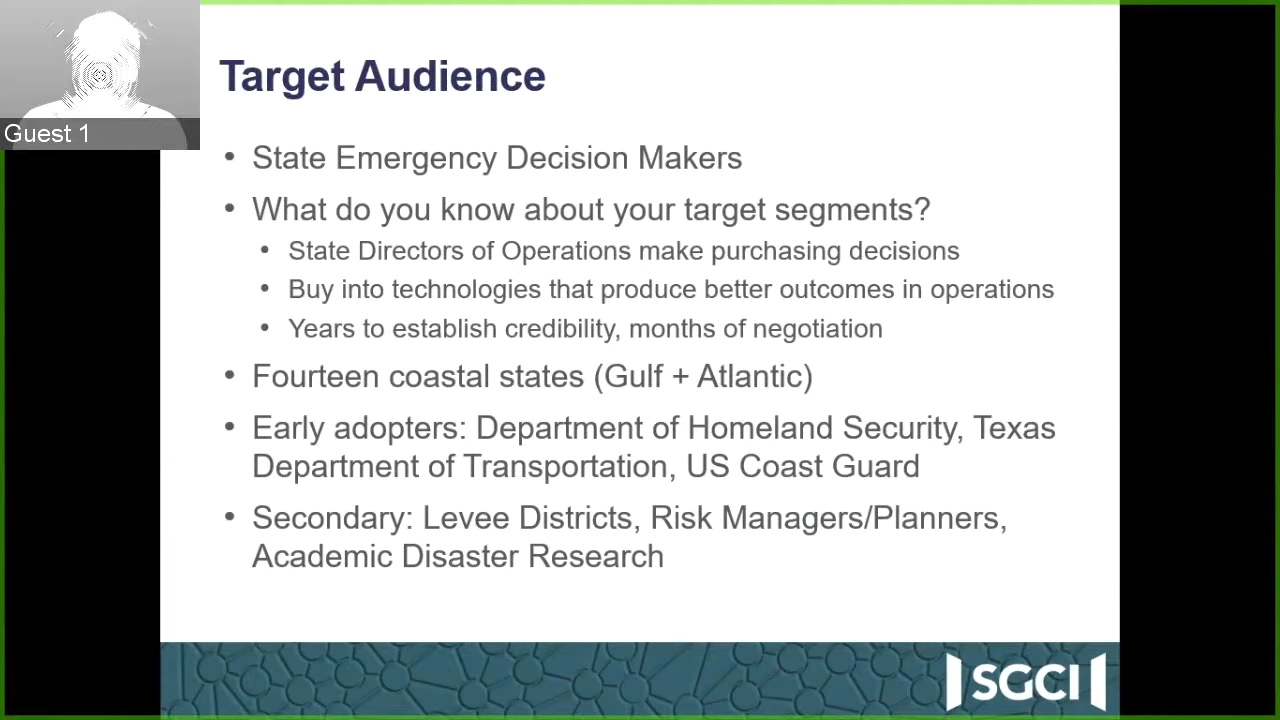 Guest 1
Target Audience
• State Emergency Decision Makers
• What do you know about your target segments?
• State Directors of Operations make purchasing decisions
• Buy into technologies that produce better outcomes in operations
• Years to establish credibility, months of negotiation
• Fourteen coastal states (Gulf + Atlantic)
• Early adopters: Department of Homeland Security, Texas
Department of Transportation, US Coast Guard
• Secondary: Levee Districts, Risk Managers/Planners,
Academic Disaster Research
SGCI